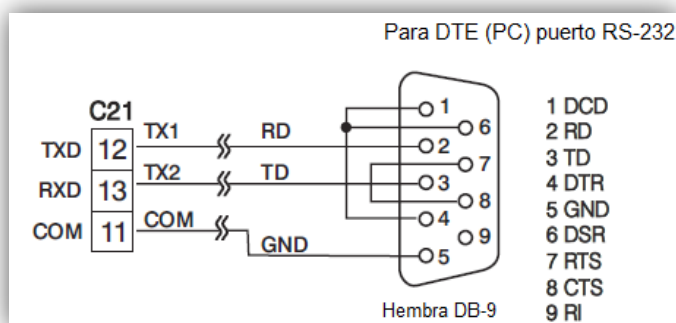 Para DTE (PC) puerto RS-232
C21
TXD 12 TX1 RD
RXD 13 TX2 TD
COM 11 COM GND
1
6
2
7
3
8
4
9
5
Hembra DB-9
1 DCD
2 RD
3 TD
4 DTR
5 GND
6 DSR
7 RTS
8 CTS
9 RI